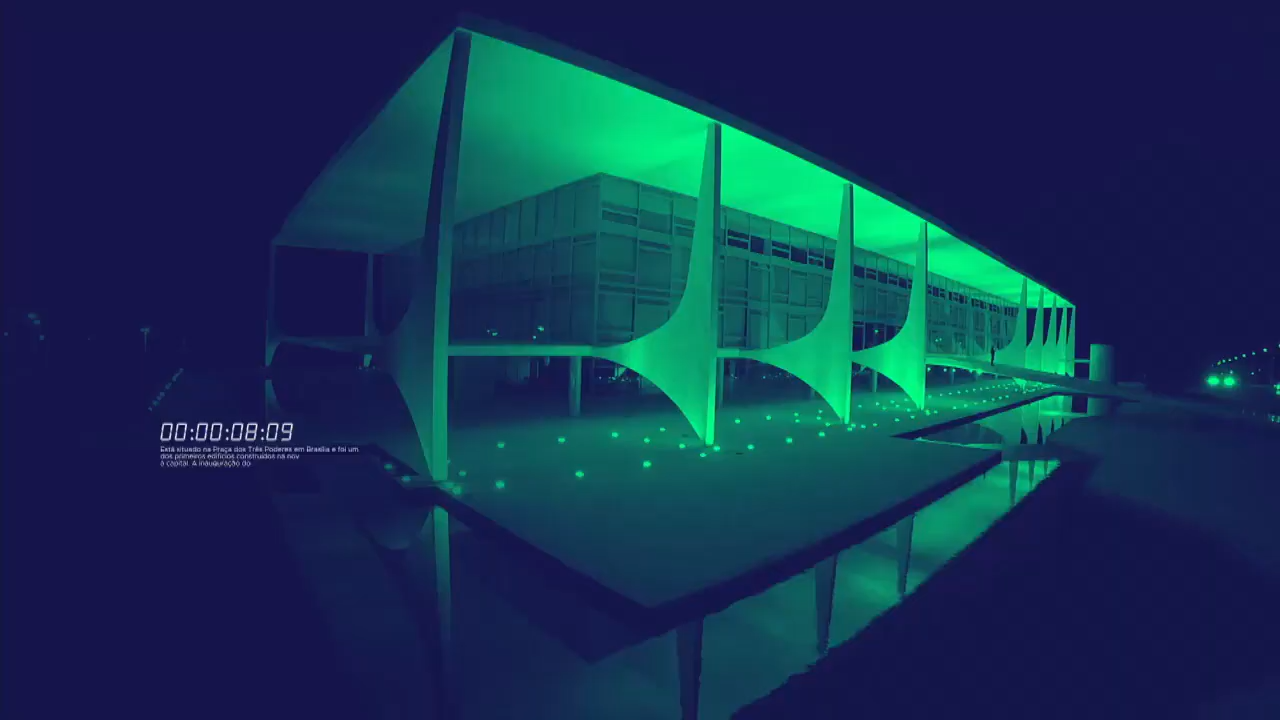 00:00:08:09
Está situado na Praça dos Três Poderes em Brasília e foi um
dos primeiros edifícios construídos na nov
a capital. A inauguração do